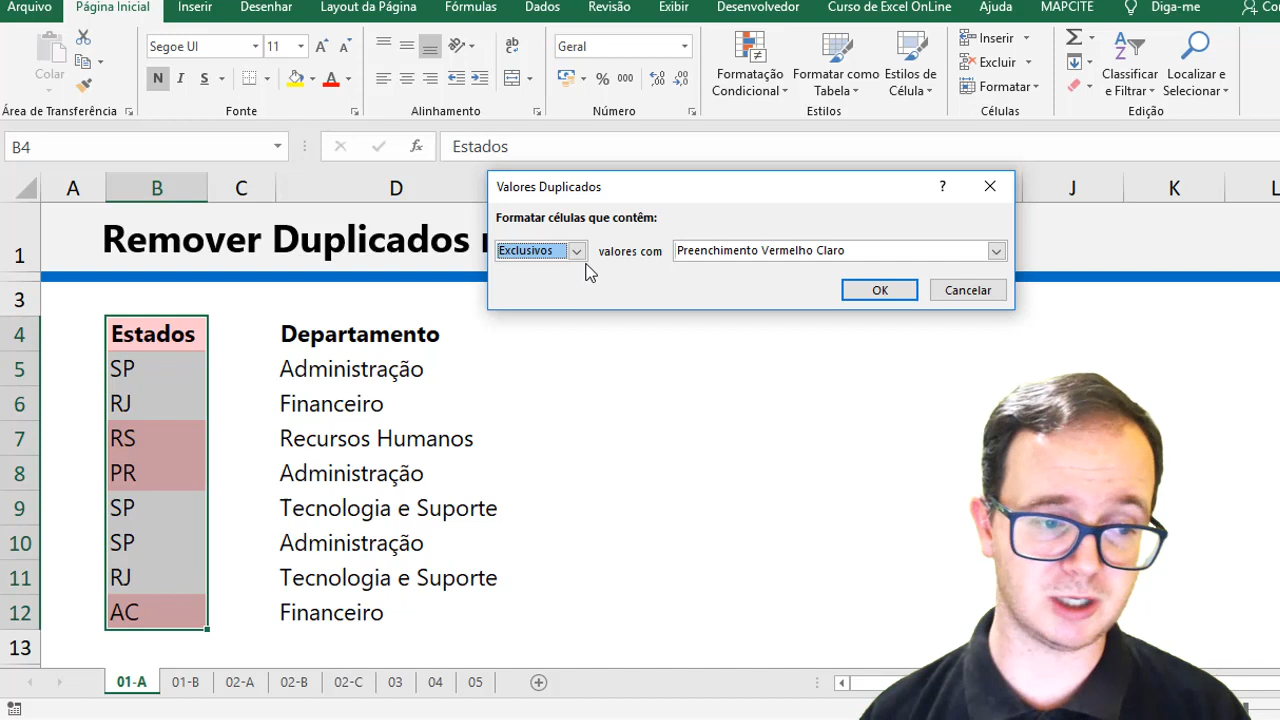 Arquivo Página Inicial Inserir Desenhar Layout da Página Fórmulas Dados Revisão Exibir Desenvolvedor Curso de Excel OnLine Ajuda MAPCITE Diga-me
Colar
Segoe UI 11
N I S
Geral
% 000
Formatação Condicional
Formatar como Tabela
Estilos de Célula
Inserir
Excluir
Formatar
Classificar e Filtrar
Localizar e Selecionar
Área de Transferência Fonte Alinhamento Número Estilos Células Edição
B4 fx Estados
A B C D J K L
Valores Duplicados ?
Formatar células que contêm:
Exclusivos valores com Preenchimento Vermelho Claro
OK Cancelar
1 Remover Duplicados
3
4 Estados Departamento
5 SP Administração
6 RJ Financeiro
7 RS Recursos Humanos
8 PR Administração
9 SP Tecnologia e Suporte
10 SP Administração
11 RJ Tecnologia e Suporte
12 AC Financeiro
13
01-A 01-B 02-A 02-B 02-C 03 04 05